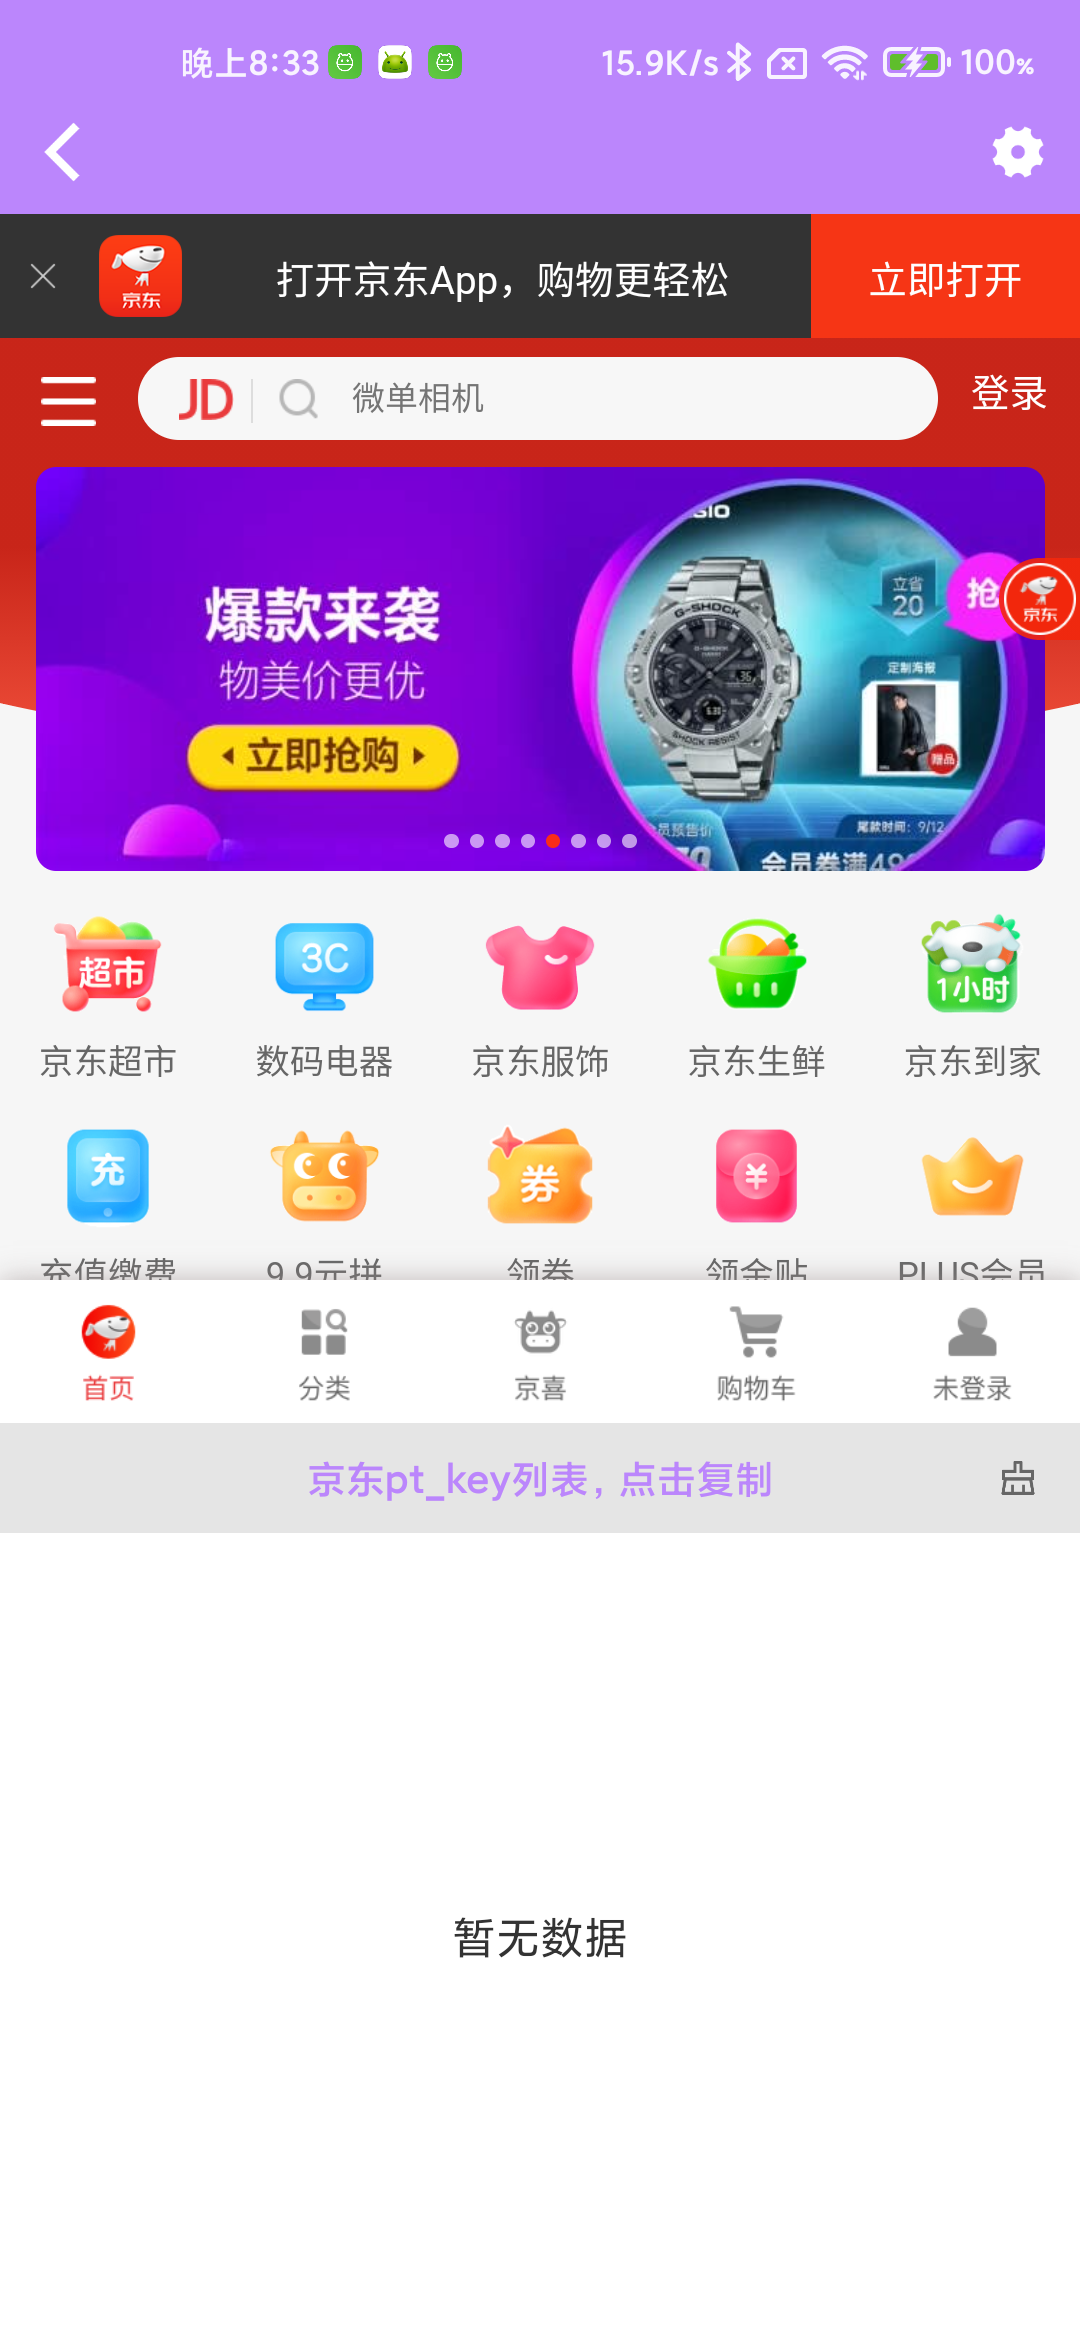 晚上8:33
15.9K/s
100%
京东
打开京东App，购物更轻松
立即打开
JD
微单相机
登录
SIO
爆款来袭
物美价更优
立即抢购
G-SHOCK
SHOCK RESIST
立省
20
抢
京东
定制海报
赠品
尾款时间：9/12
员预售价
会员券满499
超市
3C
1小时
京东超市
数码电器
京东服饰
京东生鲜
京东到家
充
券
¥
充值缴费
9.9元拼
领券
领金贴
PLUS会员
首页
分类
京喜
购物车
未登录
京东pt_key列表，点击复制
暂无数据